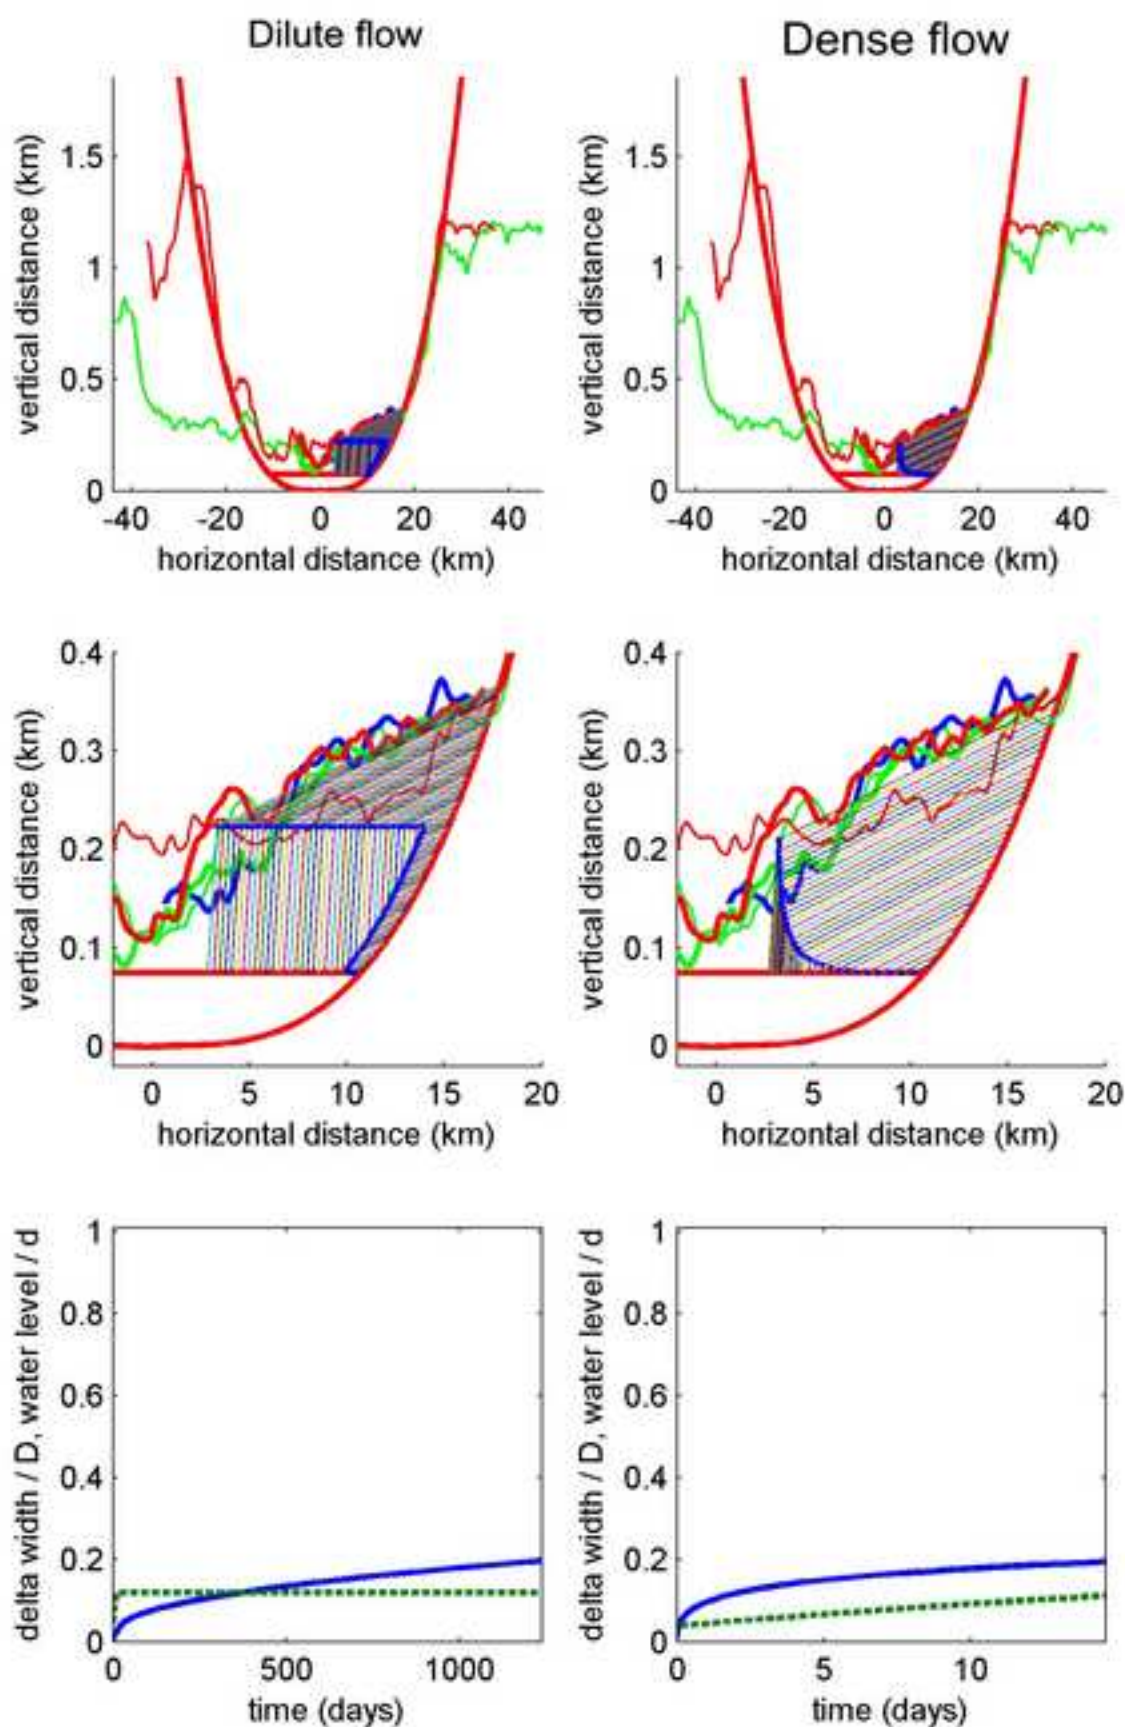 Dilute flow
Dense flow
vertical distance (km)
1.5
1
0.5
0
-40 -20 0 20 40
horizontal distance (km)
vertical distance (km)
1.5
1
0.5
0
-40 -20 0 20 40
horizontal distance (km)
vertical distance (km)
0.4
0.3
0.2
0.1
0
0 5 10 15 20
horizontal distance (km)
vertical distance (km)
0.4
0.3
0.2
0.1
0
0 5 10 15 20
horizontal distance (km)
delta width / D, water level / d
1
0.8
0.6
0.4
0.2
0
0 500 1000
time (days)
delta width / D, water level / d
1
0.8
0.6
0.4
0.2
0
0 5 10
time (days)